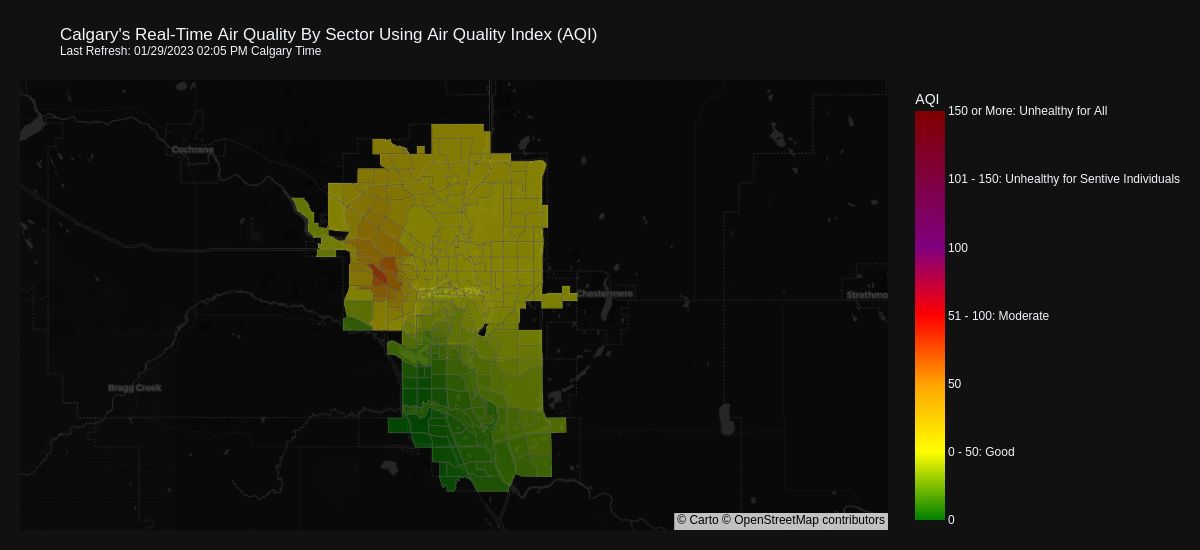 Calgary's Real-Time Air Quality By Sector Using Air Quality Index (AQI)
Last Refresh: 01/29/2023 02:05 PM Calgary Time
AQI
150 or More: Unhealthy for All
Cochrane
101 - 150: Unhealthy for Sentive Individuals
100
Chestermere
Strathmo
51 - 100: Moderate
Bragg Creek
50
0 - 50: Good
0
© Carto © OpenStreetMap contributors